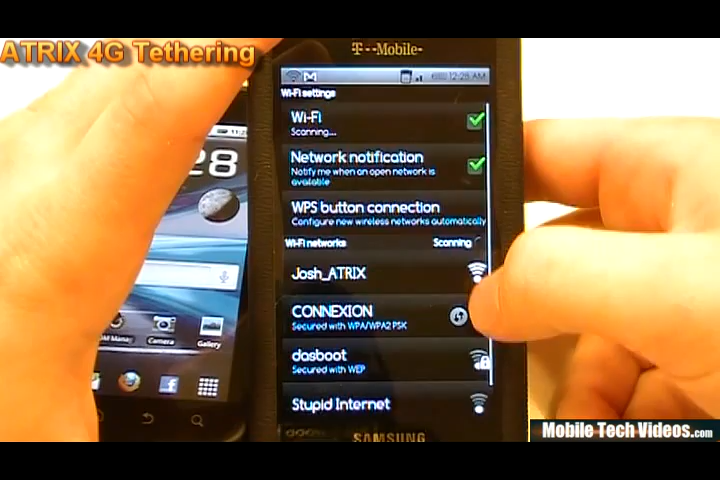 ATRIX 4G Tethering
T--Mobile-
12:28 AM
Wi-Fi settings
Wi-Fi
Scanning...
Network notification
Notify me when an open network is
available
WPS button connection
Configure new wireless networks automatically
Wi-Fi networks
Scanning
Josh_ATRIX
CONNEXION
Secured with WPA/WPA2 PSK
dasboot
Secured with WEP
Stupid Internet
SAMSUNG
28
Camera
Gallery
Mobile Tech Videos.com